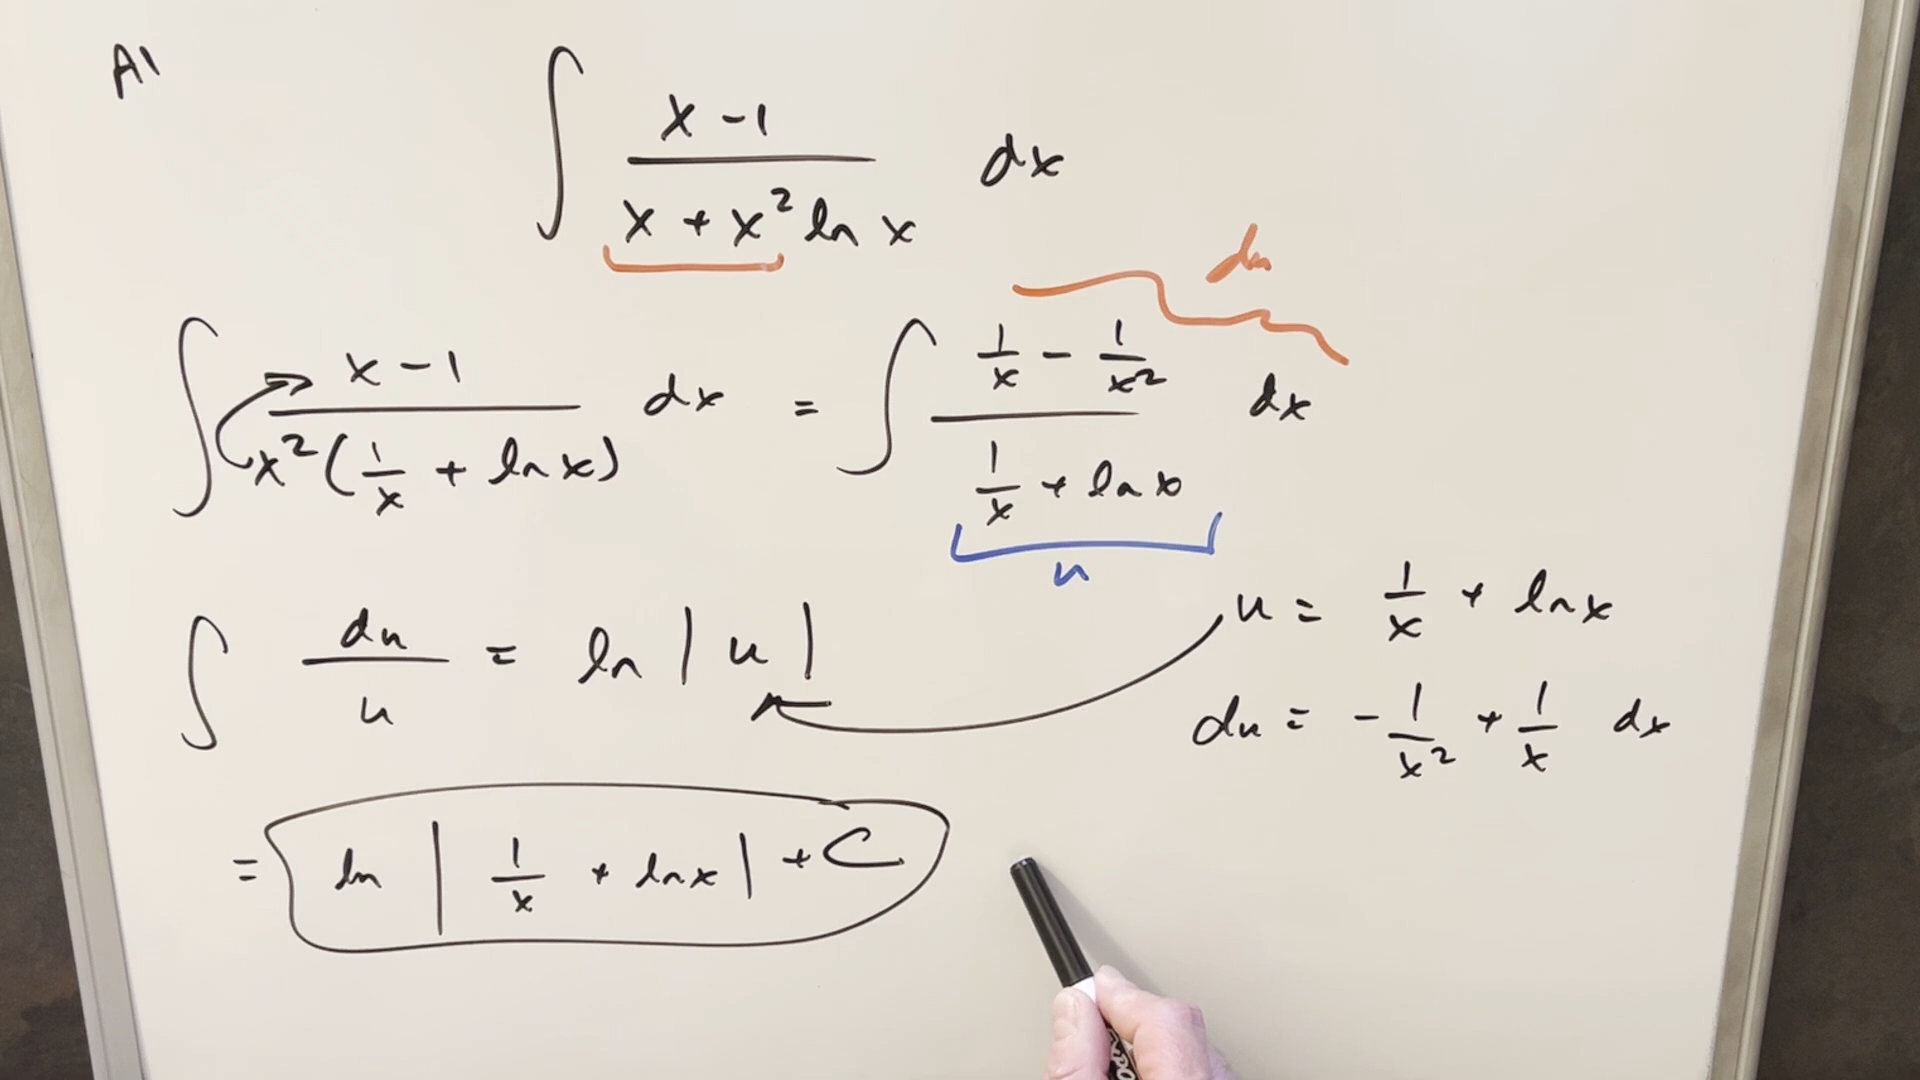 A1
∫ (x - 1)/(x + x² ln x) dx
du
∫ (x - 1)/(x²(1/x + ln x)) dx = ∫ (1/x - 1/x²)/(1/x + ln x) dx
u
u = 1/x + ln x
∫ du/u = ln |u|
du = -1/x² + 1/x dx
= ln |1/x + ln x| + C